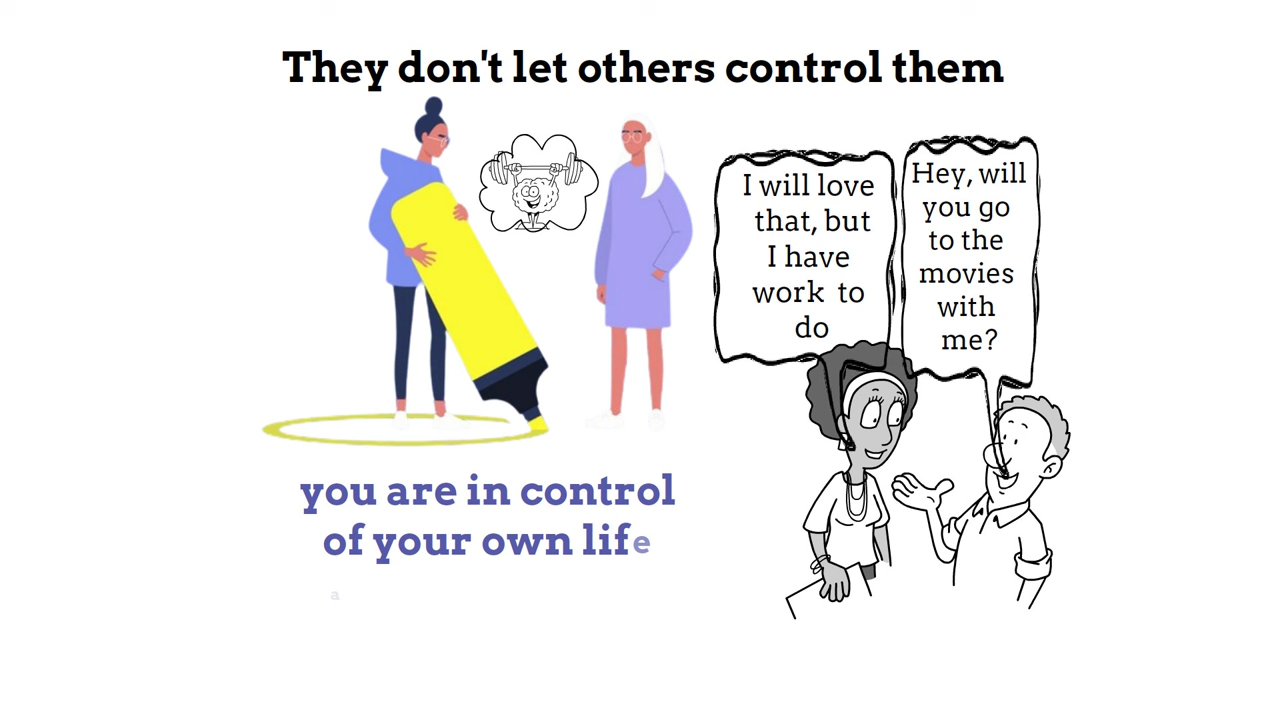 They don't let others control them
Hey, will
you go
to the
movies
with
me?
I will love
that, but
I have
work to
do
you are in control
of your own life
a